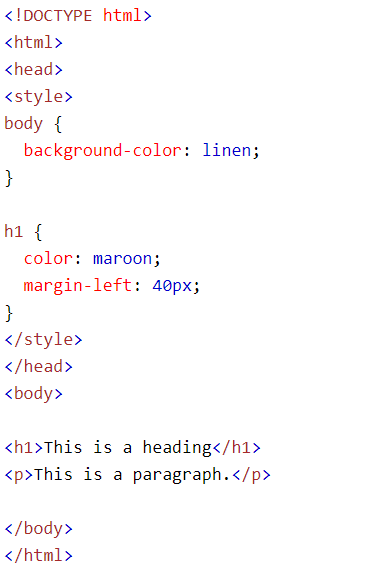 <!DOCTYPE html>
<html>
<head>
<style>
body {
  background-color: linen;
}

h1 {
  color: maroon;
  margin-left: 40px;
}
</style>
</head>
<body>

<h1>This is a heading</h1>
<p>This is a paragraph.</p>

</body>
</html>